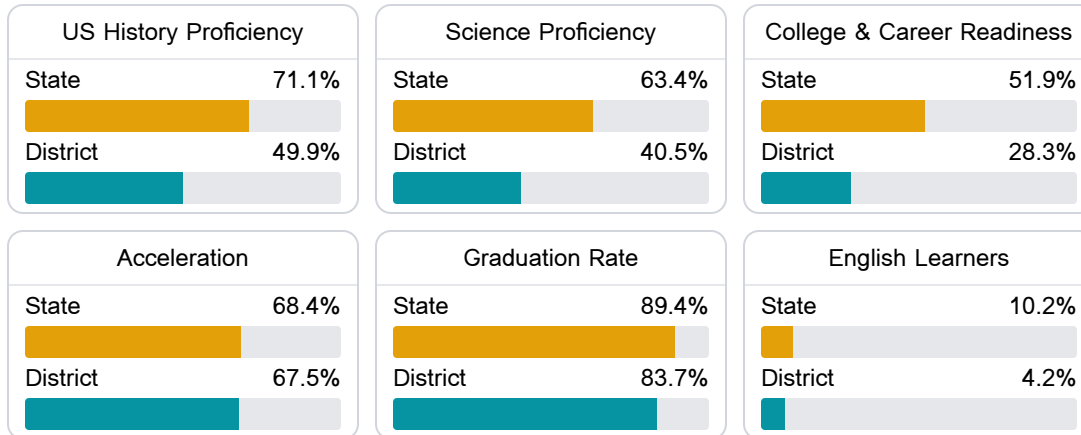 US History Proficiency
State 71.1%
District 49.9%
Science Proficiency
State 63.4%
District 40.5%
College & Career Readiness
State 51.9%
District 28.3%
Acceleration
State 68.4%
District 67.5%
Graduation Rate
State 89.4%
District 83.7%
English Learners
State 10.2%
District 4.2%